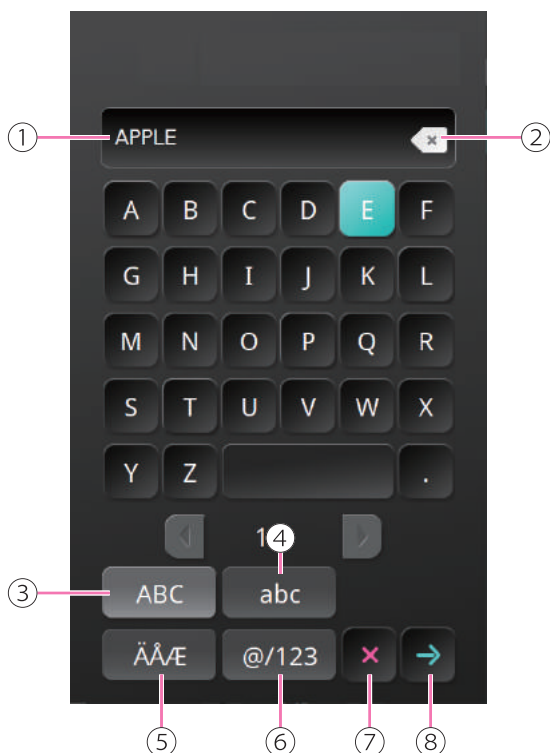 ① APPLE ②
A B C D E F
G H I J K L
M N O P Q R
S T U V W X
Y Z .
1 ④
③ ABC abc
ÄÅÆ @/123
⑤ ⑥ ⑦ ⑧